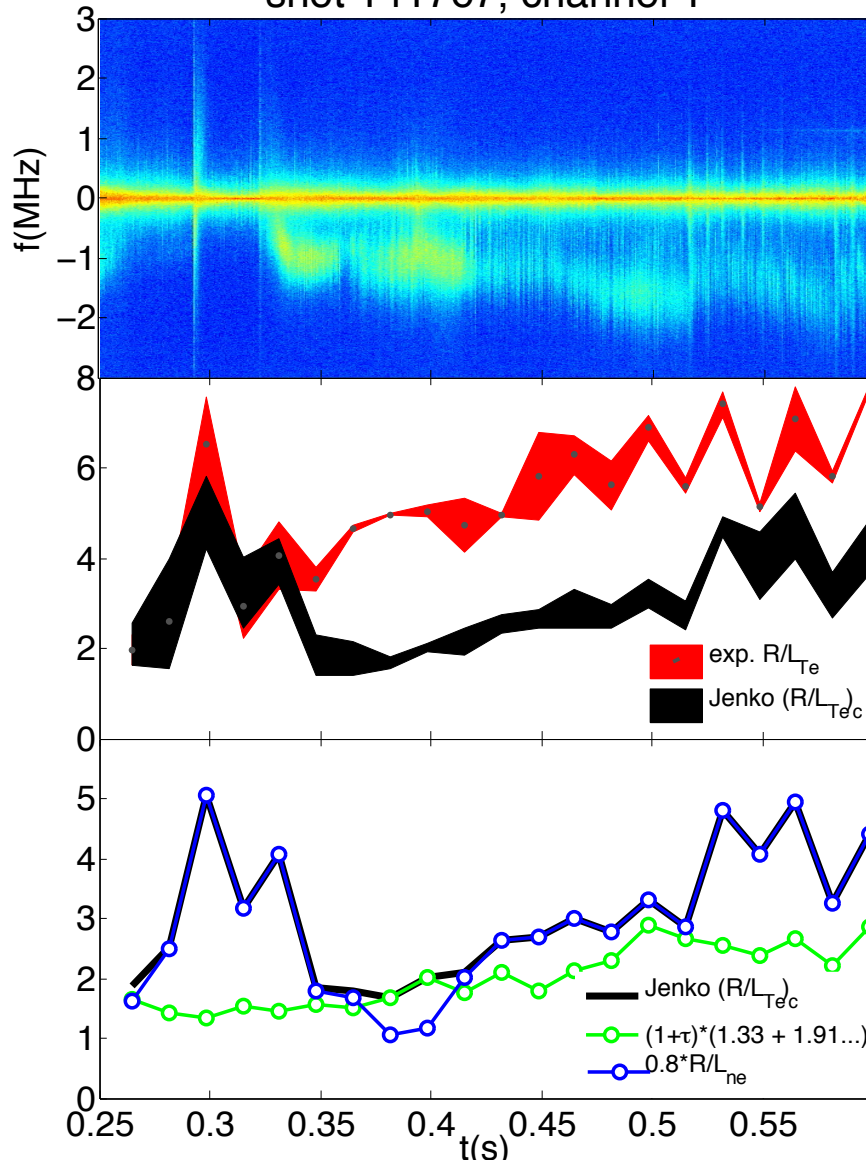 shot channel 1
3
2
1
0
−1
−2
f(MHz)
8
6
4
2
0
exp. R/L_Te
Jenko (R/L_Te)_c
5
4
3
2
1
0
Jenko (R/L_Te)_c
(1+τ)*(1.33 + 1.91...)
0.8*R/L_ne
0.25 0.3 0.35 0.4 0.45 0.5 0.55
t(s)